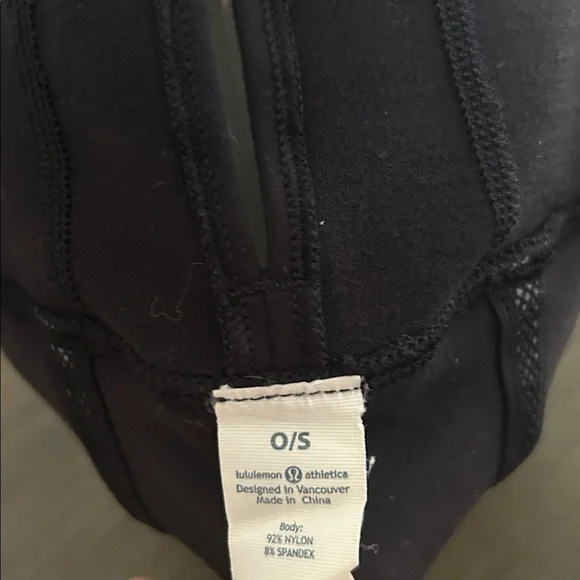 O/S
lululemon athletica
Designed in Vancouver
Made in China
Body:
92% NYLON
8% SPANDEX